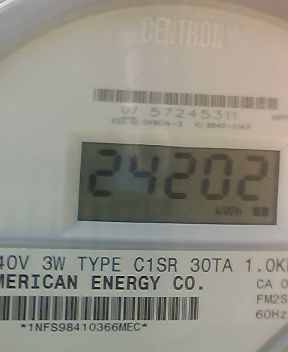 CENTRON®
07 57245311
24202
kWh
40V 3W TYPE C1SR 30TA 1.0K
MERICAN ENERGY CO.
CA 0
FM2S
60Hz
*1NFS98410366MEC*